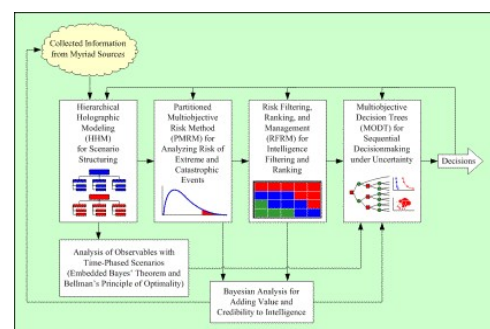 Collected Information
from Myriad Sources
Hierarchical
Holographic
Modeling
(HHM)
for Scenario
Structuring
Partitioned
Multiobjective
Risk Method
(PMRM) for
Analyzing Risk of
Extreme and
Catastrophic
Events
Risk Filtering,
Ranking, and
Management
(RFRM) for
Intelligence
Filtering and
Ranking
Multiobjective
Decision Trees
(MODT) for
Sequential
Decisionmaking
under Uncertainty
Decisions
Analysis of Observables with
Time-Phased Scenarios
(Embedded Bayes' Theorem and
Bellman's Principle of Optimality)
Bayesian Analysis for
Adding Value and
Credibility to Intelligence